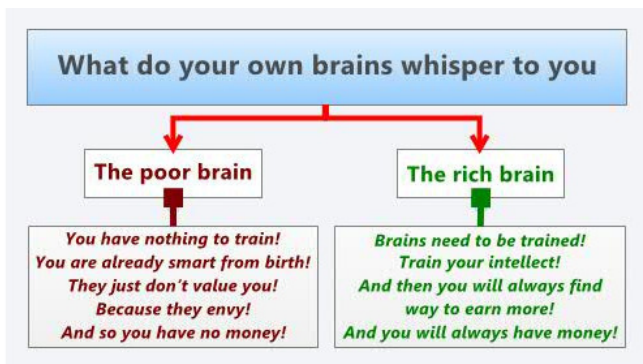 What do your own brains whisper to you
The poor brain
You have nothing to train!
You are already smart from birth!
They just don't value you!
Because they envy!
And so you have no money!
The rich brain
Brains need to be trained!
Train your intellect!
And then you will always find
way to earn more!
And you will always have money!